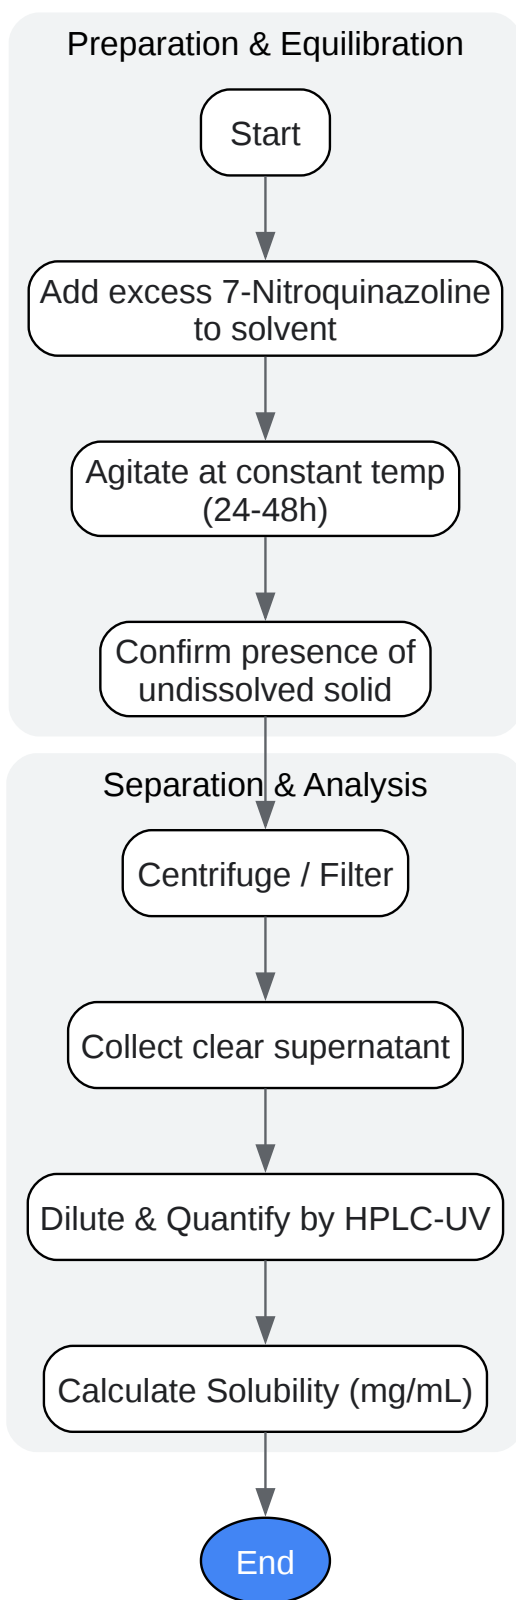 Preparation & Equilibration
Start
Add excess 7-Nitroquinazoline
to solvent
Agitate at constant temp
(24-48h)
Confirm presence of
undissolved solid
Separation & Analysis
Centrifuge / Filter
Collect clear supernatant
Dilute & Quantify by HPLC-UV
Calculate Solubility (mg/mL)
End